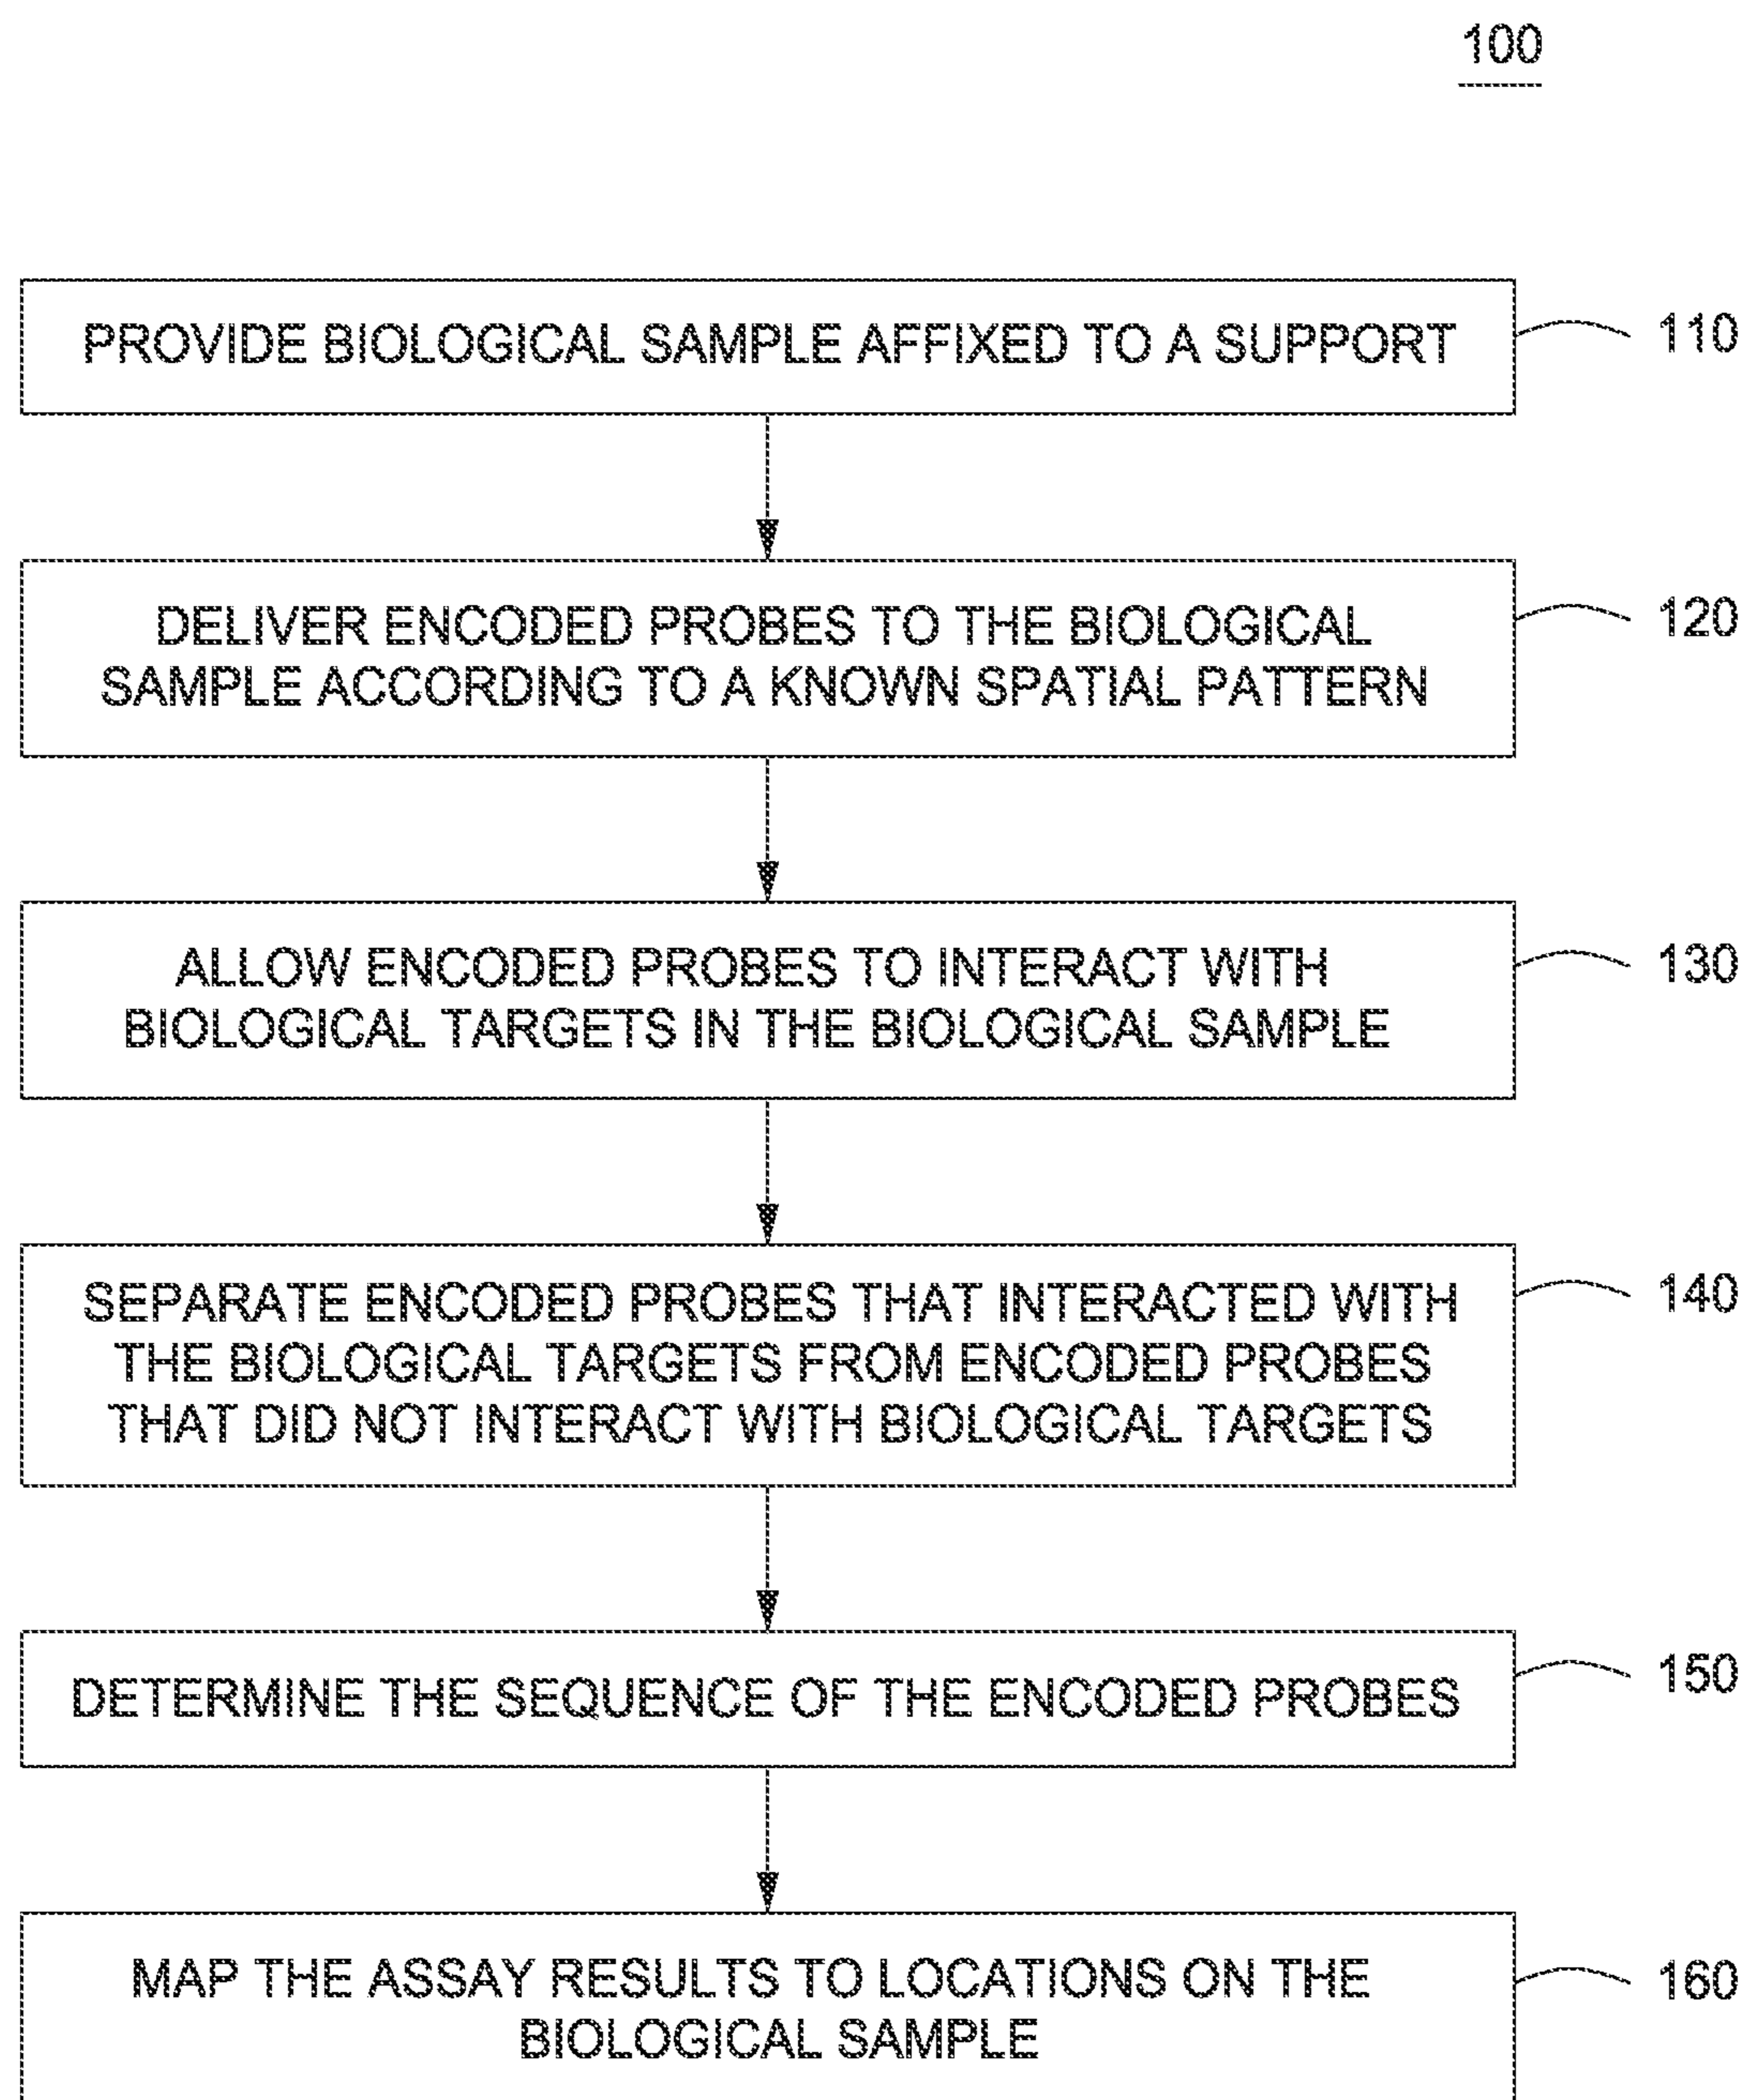 100
PROVIDE BIOLOGICAL SAMPLE AFFIXED TO A SUPPORT
110
DELIVER ENCODED PROBES TO THE BIOLOGICAL
SAMPLE ACCORDING TO A KNOWN SPATIAL PATTERN
120
ALLOW ENCODED PROBES TO INTERACT WITH
BIOLOGICAL TARGETS IN THE BIOLOGICAL SAMPLE
130
SEPARATE ENCODED PROBES THAT INTERACTED WITH
THE BIOLOGICAL TARGETS FROM ENCODED PROBES
THAT DID NOT INTERACT WITH BIOLOGICAL TARGETS
140
DETERMINE THE SEQUENCE OF THE ENCODED PROBES
150
MAP THE ASSAY RESULTS TO LOCATIONS ON THE
BIOLOGICAL SAMPLE
160